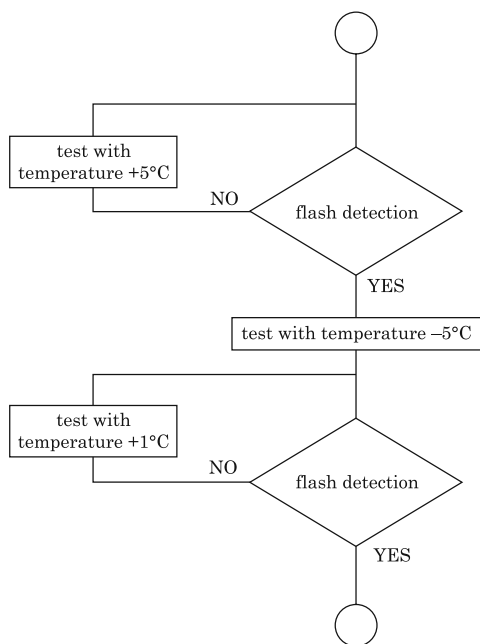 test with
temperature +5°C
NO
flash detection
YES
test with temperature –5°C
test with
temperature +1°C
NO
flash detection
YES